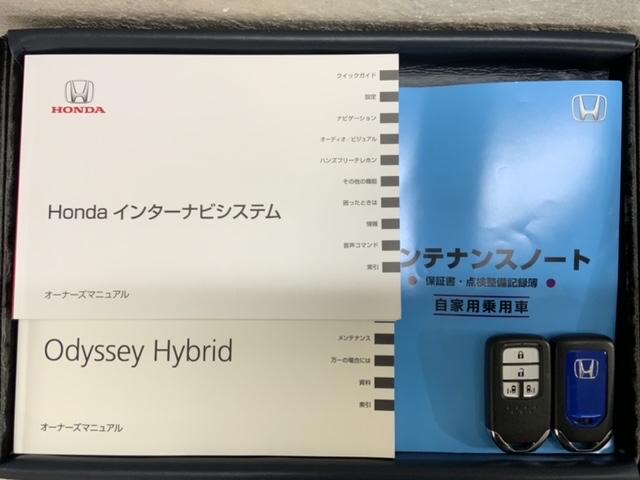 HONDA
クイックガイド
設定
ナビゲーション
オーディオ/ビジュアル
ハンズフリーテレホン
その他の機能
困ったときは
情報
音声コマンド
索引
Honda インターナビシステム
オーナーズマニュアル
Odyssey Hybrid
メンテナンス
万一の場合には
資料
索引
オーナーズマニュアル
ンテナンスノート
● 保証書・点検整備記録簿 ●
自家用乗用車